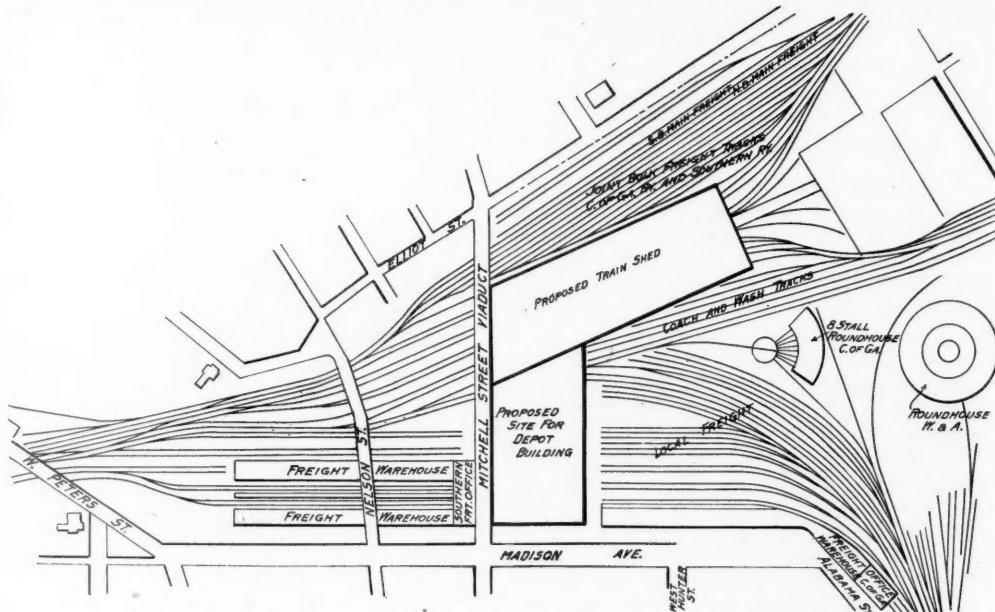 S.B. MAIN FREIGHT N.B. MAIN FREIGHT
JOINT BULK FREIGHT TRACKS
C. OF GA. RY. AND SOUTHERN RY.
ELLIOT ST.
PROPOSED TRAIN SHED
COACH AND WASH TRACKS
8 STALL
ROUNDHOUSE
C. OF GA.
ROUNDHOUSE
W. & A.
MITCHELL STREET VIADUCT
PROPOSED
SITE FOR
DEPOT
BUILDING
LOCAL FREIGHT
NELSON ST.
FREIGHT WAREHOUSE
SOUTHERN
FRT. OFFICE
FREIGHT WAREHOUSE
W. PETERS ST.
MADISON AVE.
WEST
HUNTER
ST.
FREIGHT OFFICE
WAREHOUSE C. OF GA.
ALABAMA ST.